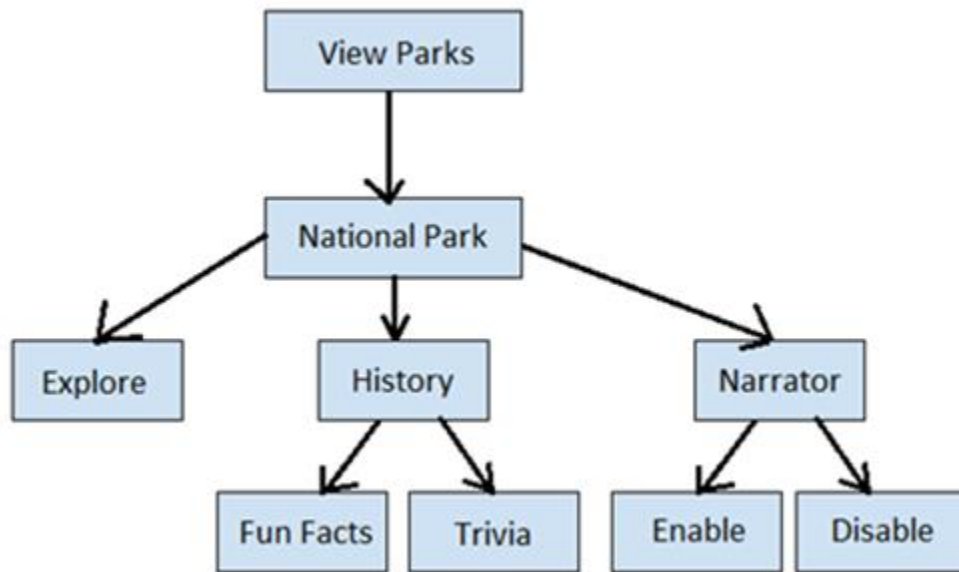 View Parks
National Park
Explore
History
Narrator
Fun Facts
Trivia
Enable
Disable